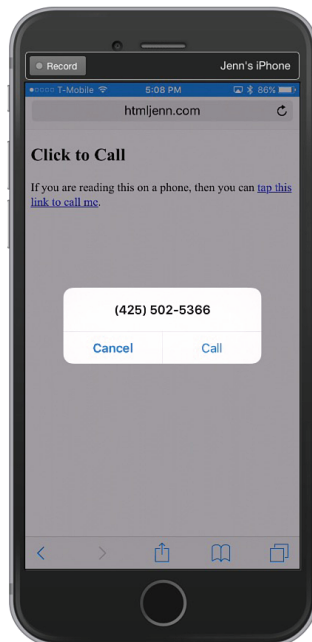 Record
Jenn's iPhone
T-Mobile 5:08 PM 86%
htmljenn.com
Click to Call
If you are reading this on a phone, then you can tap this
link to call me.
(425) 502-5366
Cancel Call